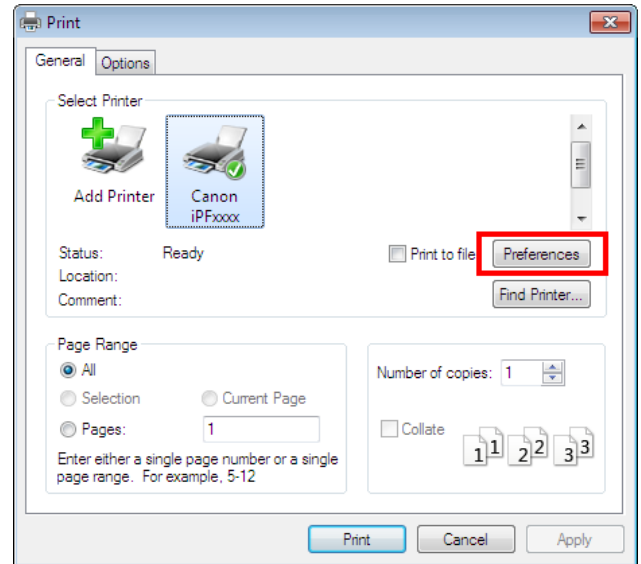 Print
General Options
Select Printer
Add Printer
Canon
iPFxxxx
Status: Ready
Print to file
Preferences
Location:
Comment:
Find Printer...
Page Range
All
Selection
Current Page
Pages: 1
Enter either a single page number or a single
page range. For example, 5-12
Number of copies: 1
Collate
1 1 2 2 3 3
Print Cancel Apply